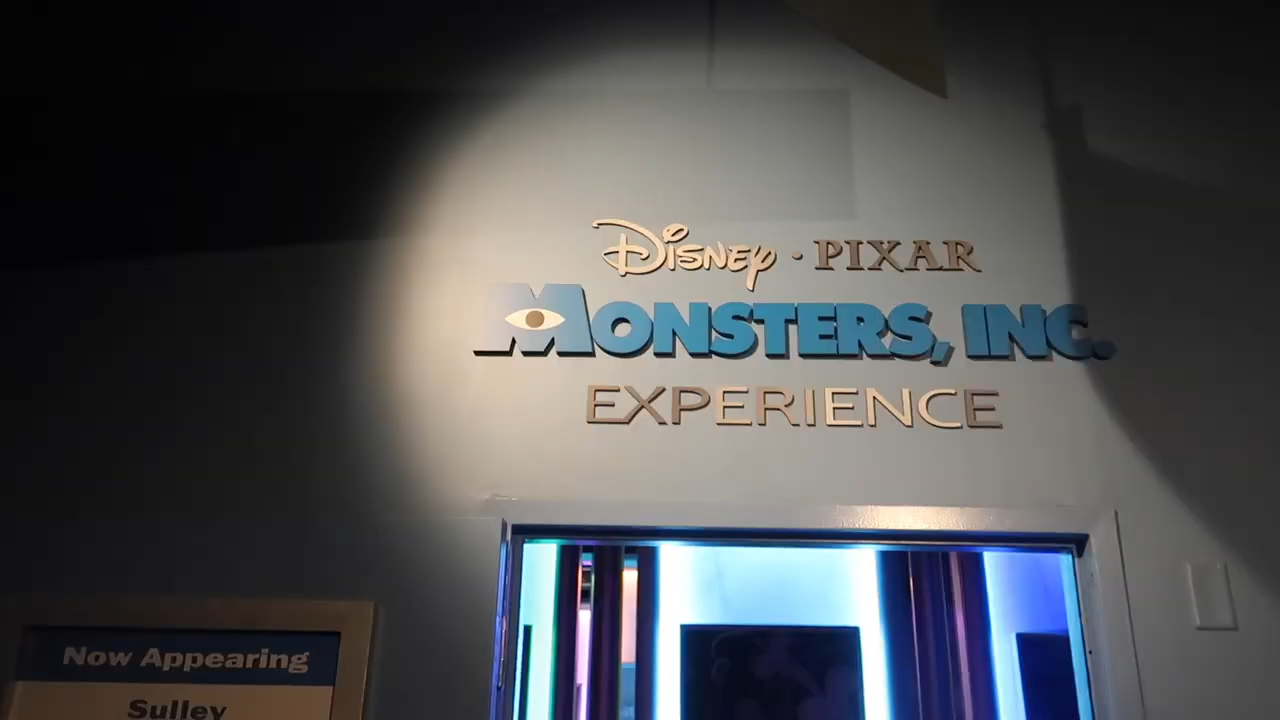 Disney · PIXAR
MONSTERS, INC.
EXPERIENCE
Now Appearing
Sulley